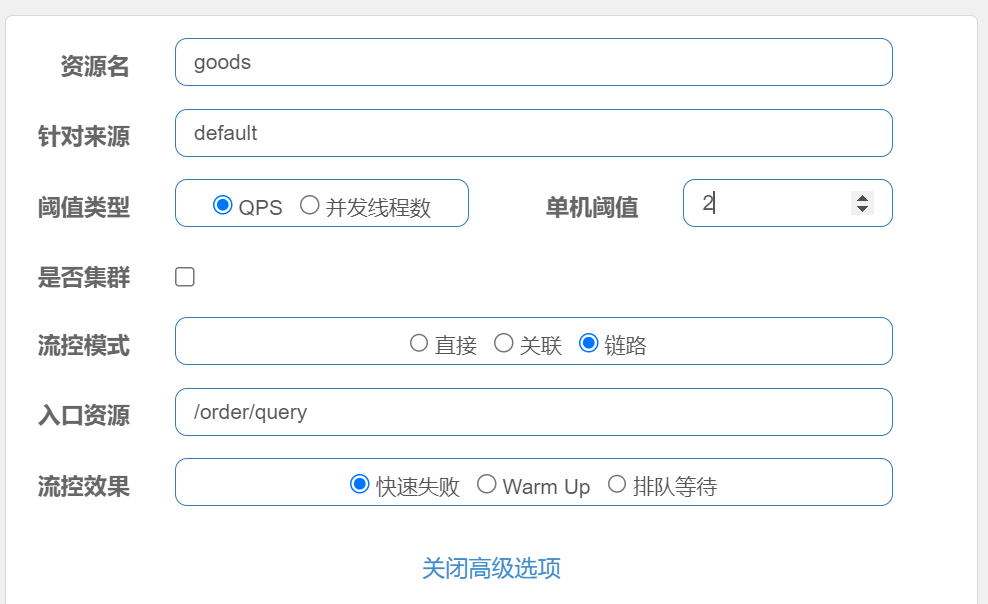 资源名 goods
针对来源 default
阈值类型 QPS 并发线程数 单机阈值 2
是否集群
流控模式 直接 关联 链路
入口资源 /order/query
流控效果 快速失败 Warm Up 排队等待
关闭高级选项